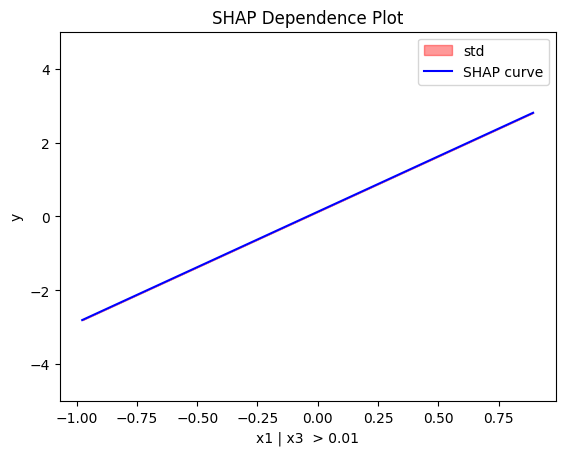 SHAP Dependence Plot
std
SHAP curve
4
2
0
−2
−4
y
−1.00 −0.75 −0.50 −0.25 0.00 0.25 0.50 0.75
x1 | x3  > 0.01